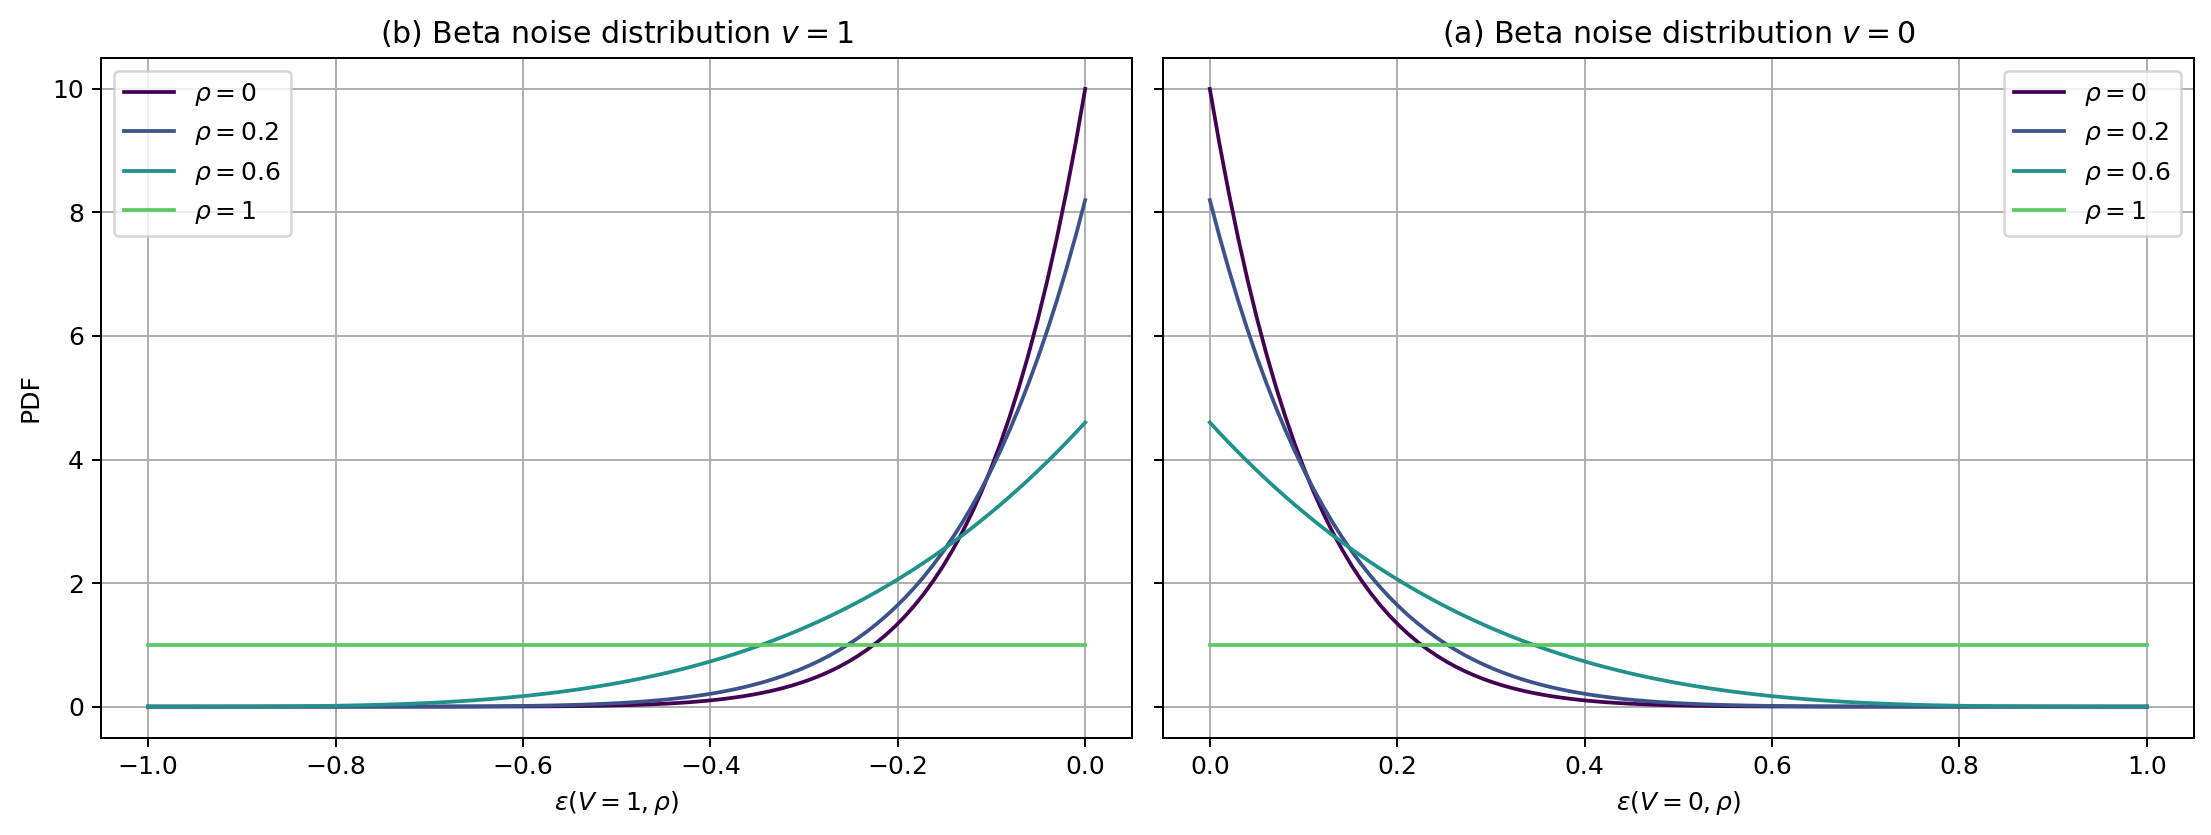 (b) Beta noise distribution v = 1
10
8
6
4
2
0
PDF
ρ = 0
ρ = 0.2
ρ = 0.6
ρ = 1
−1.0 −0.8 −0.6 −0.4 −0.2 0.0
ε(V = 1, ρ)
(a) Beta noise distribution v = 0
ρ = 0
ρ = 0.2
ρ = 0.6
ρ = 1
0.0 0.2 0.4 0.6 0.8 1.0
ε(V = 0, ρ)